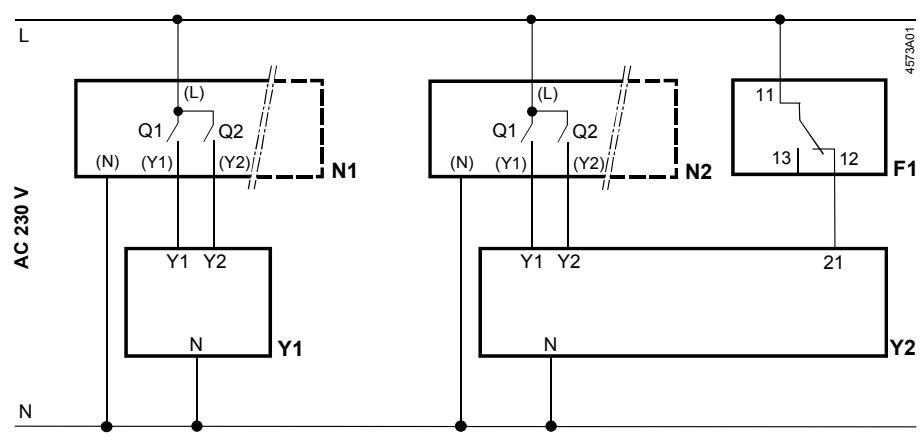 L
4573A01
(L)
(L)
11
Q1 Q2
Q1 Q2
(N) (Y1) (Y2) N1
(N) (Y1) (Y2) N2
13 12 F1
AC 230 V
Y1 Y2
Y1 Y2 21
N Y1
N Y2
N